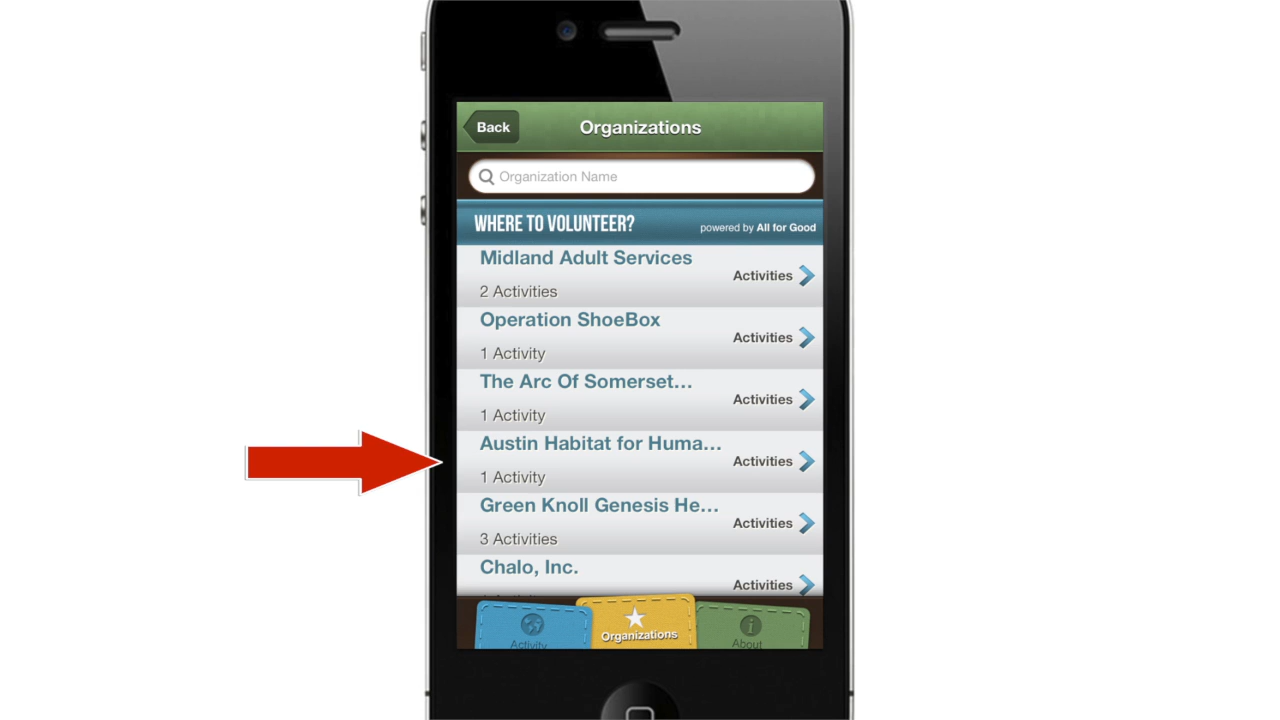 Back
Organizations
Organization Name
WHERE TO VOLUNTEER?
powered by All for Good
Midland Adult Services
Activities
2 Activities
Operation ShoeBox
Activities
1 Activity
The Arc Of Somerset...
Activities
1 Activity
Austin Habitat for Huma...
Activities
1 Activity
Green Knoll Genesis He...
Activities
3 Activities
Chalo, Inc.
Activities
Activity
Organizations
About